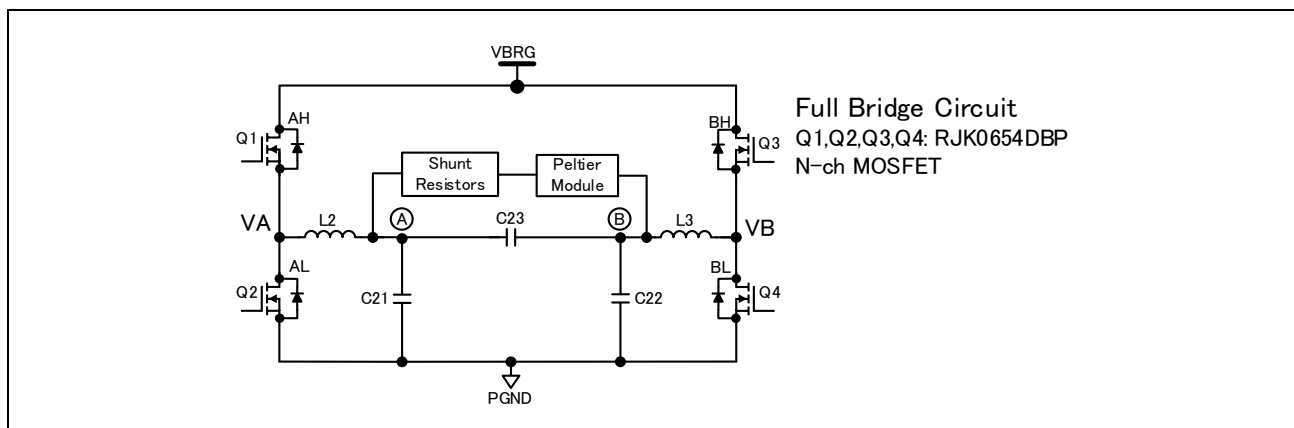 VBRG
Full Bridge Circuit
Q1,Q2,Q3,Q4: RJK0654DBP
N-ch MOSFET
AH
Q1
BH
Q3
Shunt
Resistors
Peltier
Module
VA
L2
A
C23
B
L3
VB
AL
Q2
C21
C22
BL
Q4
PGND